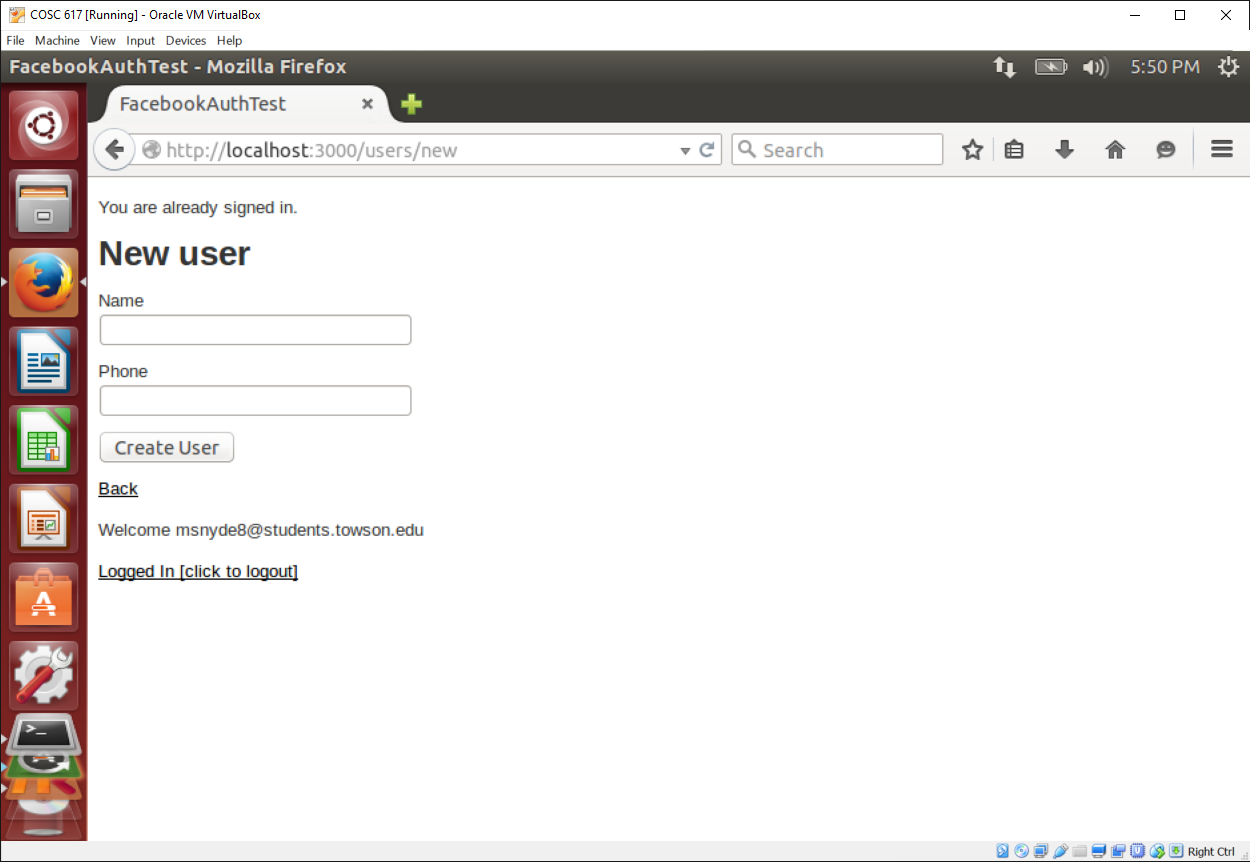 COSC 617 [Running] - Oracle VM VirtualBox
File Machine View Input Devices Help
FacebookAuthTest - Mozilla Firefox
5:50 PM
FacebookAuthTest
http://localhost:3000/users/new
Search
You are already signed in.
New user
Name
Phone
Create User
Back
Welcome msnyde8@students.towson.edu
Logged In [click to logout]
Right Ctrl